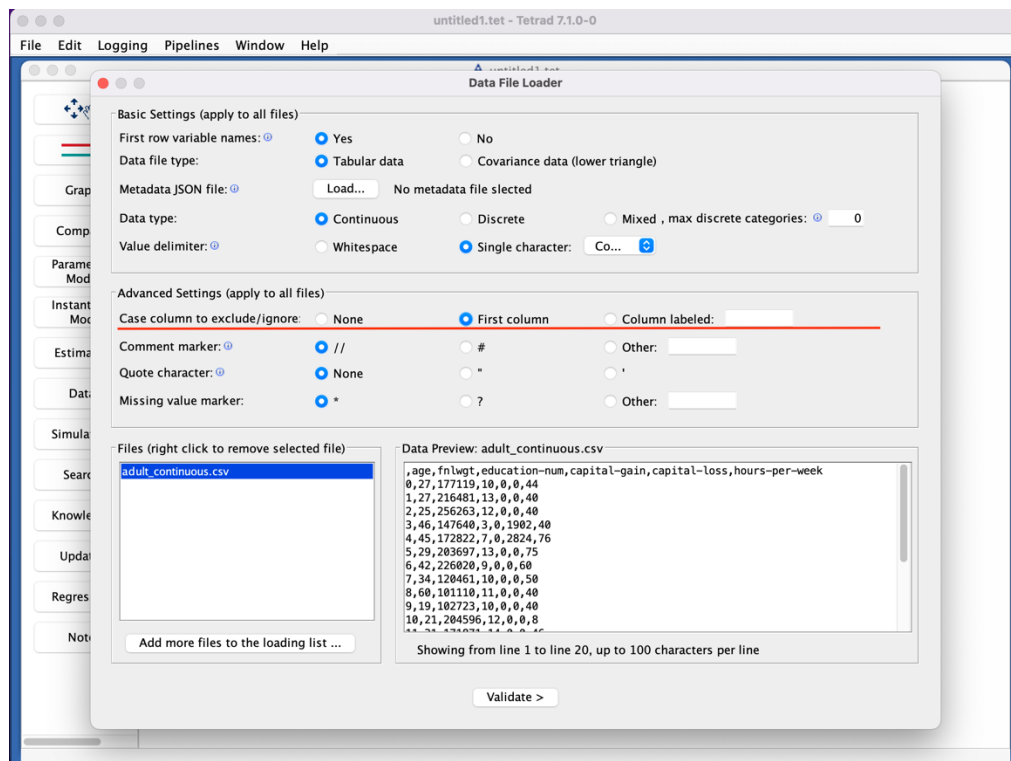 untitled1.tet - Tetrad 7.1.0-0
File Edit Logging Pipelines Window Help
untitled1.tet
Data File Loader
Basic Settings (apply to all files)
First row variable names: Yes No
Data file type: Tabular data Covariance data (lower triangle)
Metadata JSON file: Load... No metadata file slected
Data type: Continuous Discrete Mixed , max discrete categories: 0
Value delimiter: Whitespace Single character: Co...
Advanced Settings (apply to all files)
Case column to exclude/ignore: None First column Column labeled:
Comment marker: // # Other:
Quote character: None " '
Missing value marker: * ? Other:
Files (right click to remove selected file)
adult_continuous.csv
Add more files to the loading list ...
Data Preview: adult_continuous.csv
,age,fnlwgt,education-num,capital-gain,capital-loss,hours-per-week
0,27,177119,10,0,0,44
1,27,216481,13,0,0,40
2,25,256263,12,0,0,40
3,46,147640,3,0,1902,40
4,45,172822,7,0,2824,76
5,29,203697,13,0,0,75
6,42,226020,9,0,0,60
7,34,120461,10,0,0,50
8,60,101110,11,0,0,40
9,19,102723,10,0,0,40
10,21,204596,12,0,0,8
Showing from line 1 to line 20, up to 100 characters per line
Validate >
Grap
Comp
Parame
Mod
Instant
Moc
Estima
Data
Simula
Searc
Knowle
Updat
Regres
Note